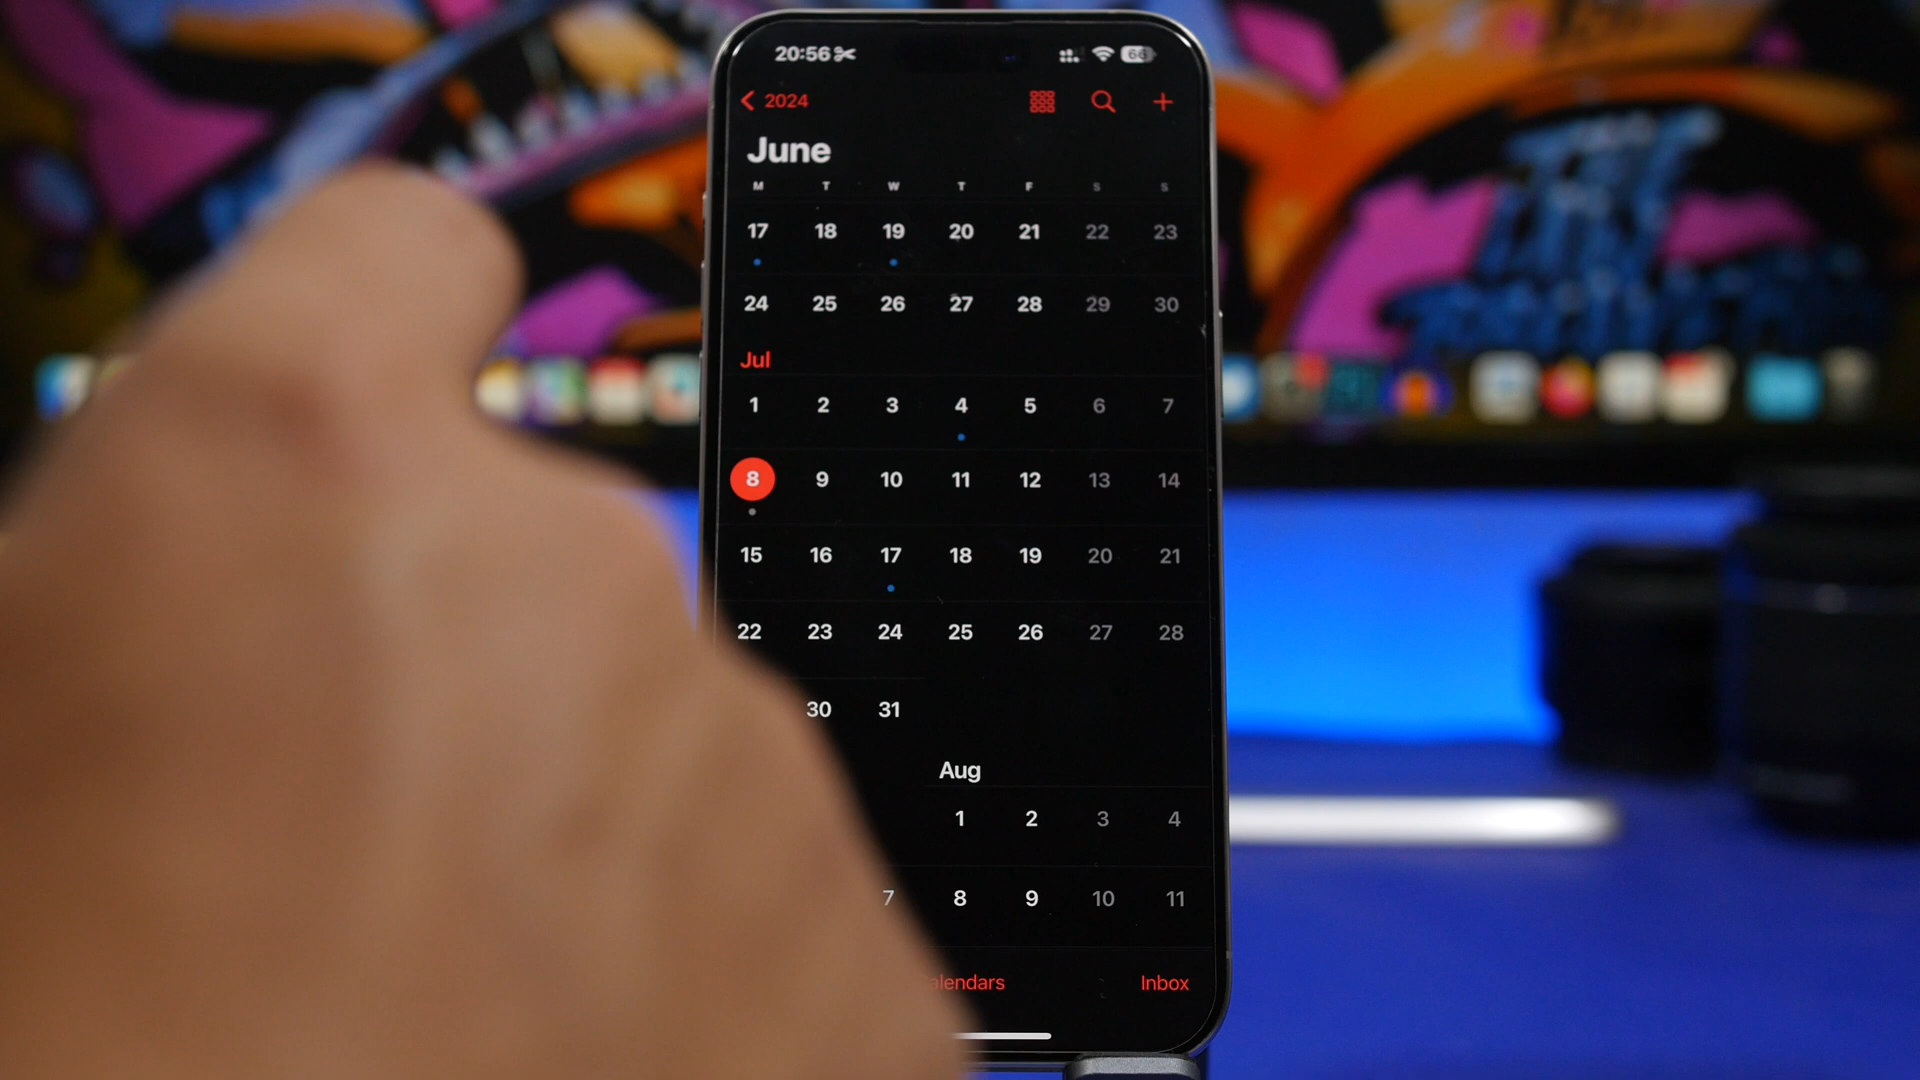 20:56 66
2024
June
M T W T F S S
17 18 19 20 21 22 23
24 25 26 27 28 29 30
Jul
1 2 3 4 5 6 7
8 9 10 11 12 13 14
15 16 17 18 19 20 21
22 23 24 25 26 27 28
30 31
Aug
1 2 3 4
7 8 9 10 11
alendars Inbox